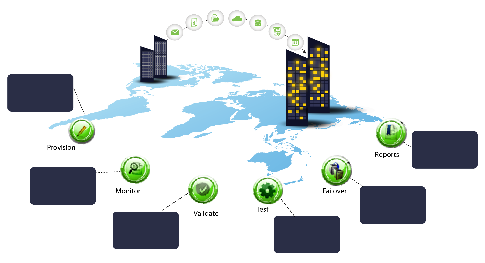 Provision
Monitor
Validate
Test
Failover
Reports